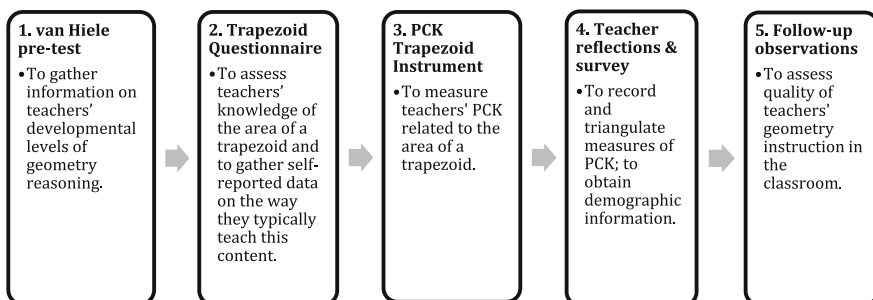 1. van Hiele
pre-test
•To gather
information on
teachers’
developmental
levels of
geometry
reasoning.
2. Trapezoid
Questionnaire
•To assess
teachers’
knowledge of
the area of a
trapezoid and
to gather self-
reported data
on the way
they typically
teach this
content.
3. PCK
Trapezoid
Instrument
•To measure
teachers' PCK
related to the
area of a
trapezoid.
4. Teacher
reflections &
survey
•To record
and
triangulate
measures of
PCK; to
obtain
demographic
information.
5. Follow-up
observations
•To assess
quality of
teachers'
geometry
instruction in
the
classroom.